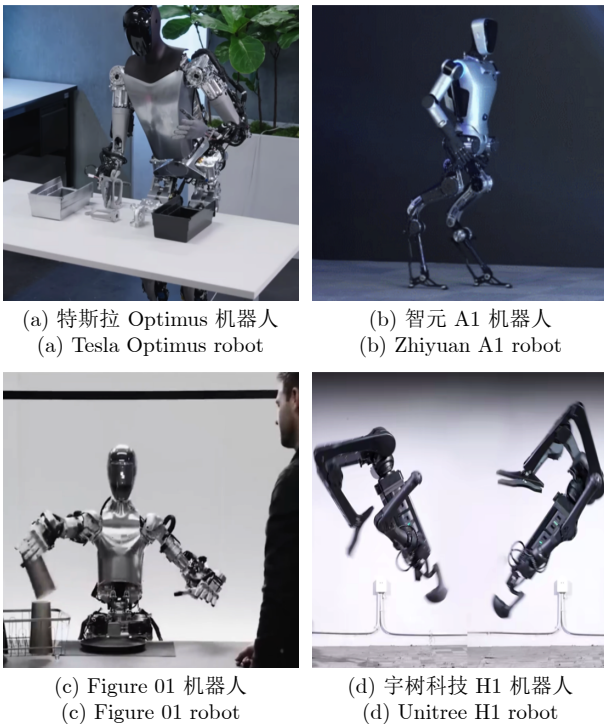 (a) 特斯拉 Optimus 机器人
(a) Tesla Optimus robot
(b) 智元 A1 机器人
(b) Zhiyuan A1 robot
(c) Figure 01 机器人
(c) Figure 01 robot
(d) 宇树科技 H1 机器人
(d) Unitree H1 robot